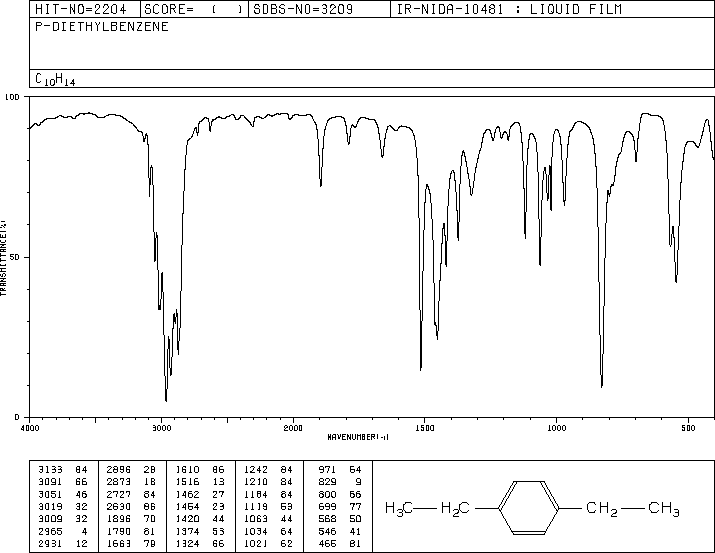 HIT-NO=2204 SCORE= ( ) SDBS-NO=3209 IR-NIDA-10481 : LIQUID FILM
P-DIETHYLBENZENE
C10H14
100
50
0
TRANSMITTANCE(%)
4000 3000 2000 1500 1000 500
WAVENUMBER(-1)
3133 84 2896 28 1610 86 1242 84 971 64
3091 66 2873 18 1516 13 1210 84 829 9
3051 46 2727 84 1462 27 1184 84 800 66
3019 32 2630 86 1454 23 1119 53 699 77
3009 32 1896 70 1420 44 1063 44 568 50
2965 4 1790 81 1374 53 1034 64 546 41
2931 12 1663 78 1324 66 1021 62 466 81
H3C H2C CH2 CH3